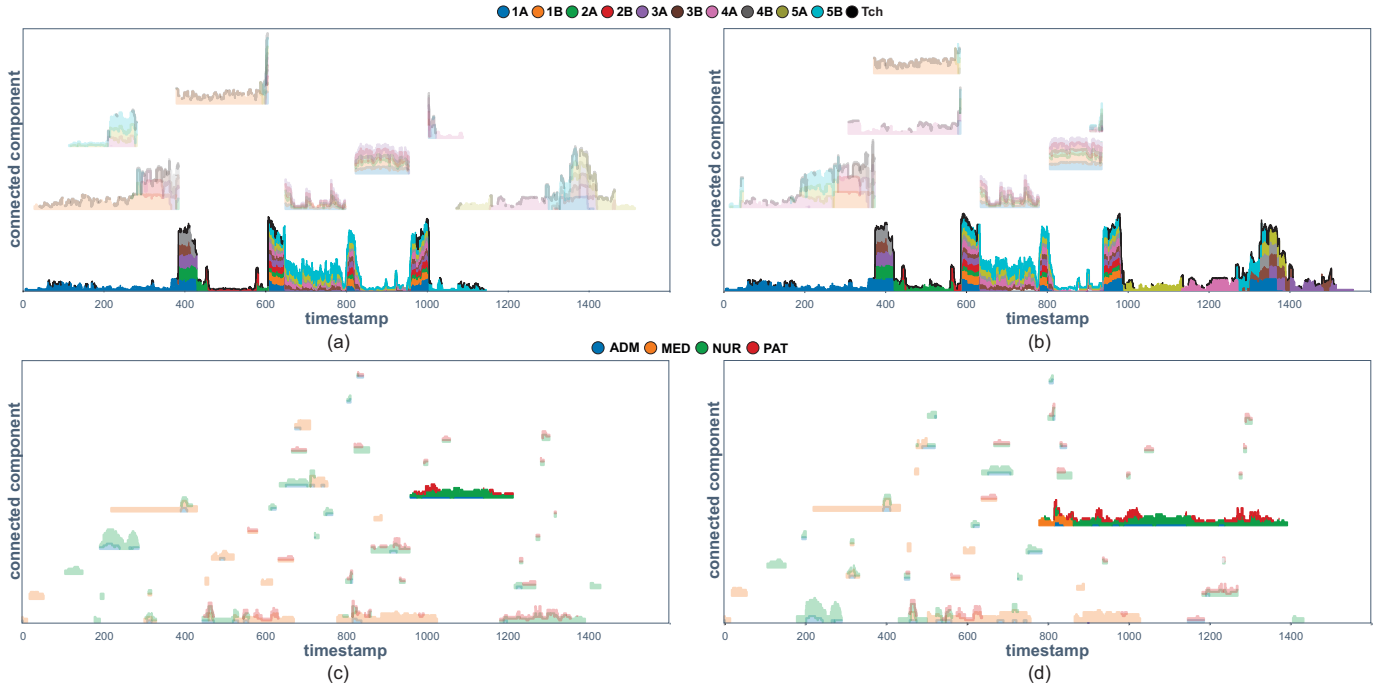 1A 1B 2A 2B 3A 3B 4A 4B 5A 5B Tch
connected component
connected component
0 200 400 600 800 1000 1200 1400
0 200 400 600 800 1000 1200 1400
timestamp
timestamp
(a)
(b)
ADM MED NUR PAT
connected component
connected component
0 200 400 600 800 1000 1200 1400
0 200 400 600 800 1000 1200 1400
timestamp
timestamp
(c)
(d)